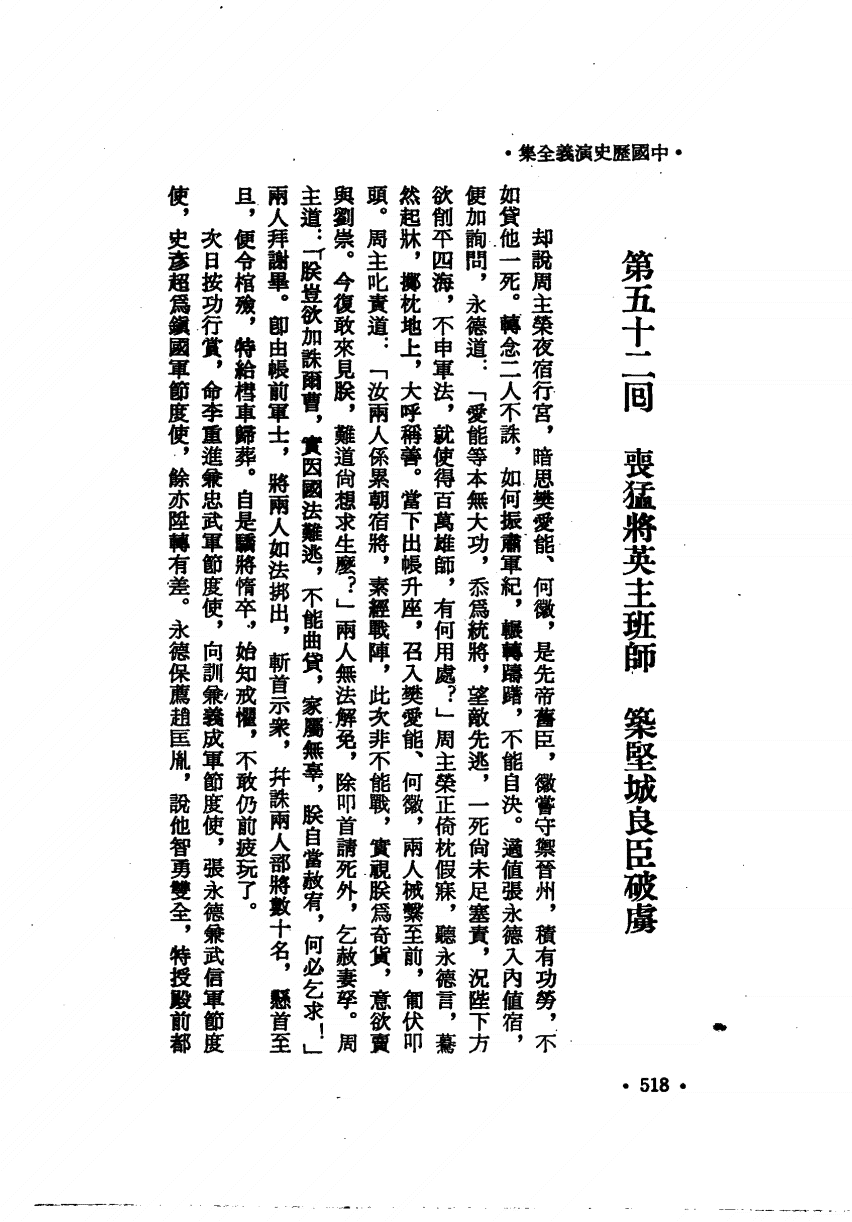 •中國歷史演義全集•
第五十二回　喪猛將英主班師　築堅城良臣破虜
却說周主榮夜宿行宮，暗思樊愛能、何徽，是先帝舊臣，徽嘗守禦晉州，積有功勞，不
如貸他一死。轉念二人不誅，如何振肅軍紀，輾轉躊躇，不能自決。適値張永德入內値宿，
便加詢問，永德道：「愛能等本無大功，忝爲統將，望敵先逃，一死尙未足塞責，況陛下方
欲削平四海，不申軍法，就使得百萬雄師，有何用處？」周主榮正倚枕假寐，聽永德言，驀
然起牀，擲枕地上，大呼稱善。當下出帳升座，召入樊愛能、何徽，兩人械繫至前，匍伏叩
頭。周主叱責道：「汝兩人係累朝宿將，素經戰陣，此次非不能戰，實視朕爲奇貨，意欲賣
與劉崇。今復敢來見朕，難道尙想求生麼？」兩人無法解免，除叩首請死外，乞赦妻孥。周
主道：「朕豈欲加誅爾曹，實因國法難逃，不能曲貸，家屬無辜，朕自當赦宥，何必乞求！」
兩人拜謝畢。卽由帳前軍士，將兩人如法挷出，斬首示衆，幷誅兩人部將數十名，懸首至
旦，便令棺殮，特給槥車歸葬。自是驕將惰卒，始知戒懼，不敢仍前疲玩了。
次日按功行賞，命李重進兼忠武軍節度使，向訓兼義成軍節度使，張永德兼武信軍節度
使，史彥超爲鎭國軍節度使，餘亦陞轉有差。永德保薦趙匡胤，說他智勇雙全，特授殿前都
•518•